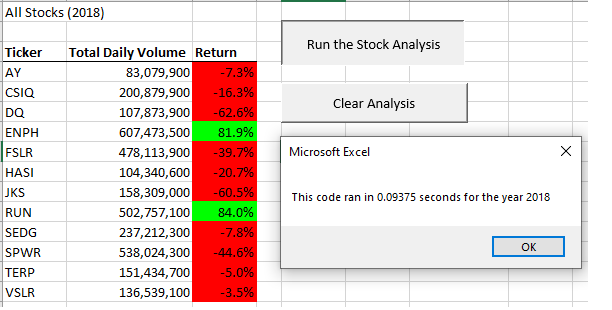 All Stocks (2018)
Run the Stock Analysis
Ticker Total Daily Volume Return
AY 83,079,900 -7.3%
CSIQ 200,879,900 -16.3%
DQ 107,873,900 -62.6%
ENPH 607,473,500 81.9%
FSLR 478,113,900 -39.7%
HASI 104,340,600 -20.7%
JKS 158,309,000 -60.5%
RUN 502,757,100 84.0%
SEDG 237,212,300 -7.8%
SPWR 538,024,300 -44.6%
TERP 151,434,700 -5.0%
VSLR 136,539,100 -3.5%
Clear Analysis
Microsoft Excel
This code ran in 0.09375 seconds for the year 2018
OK